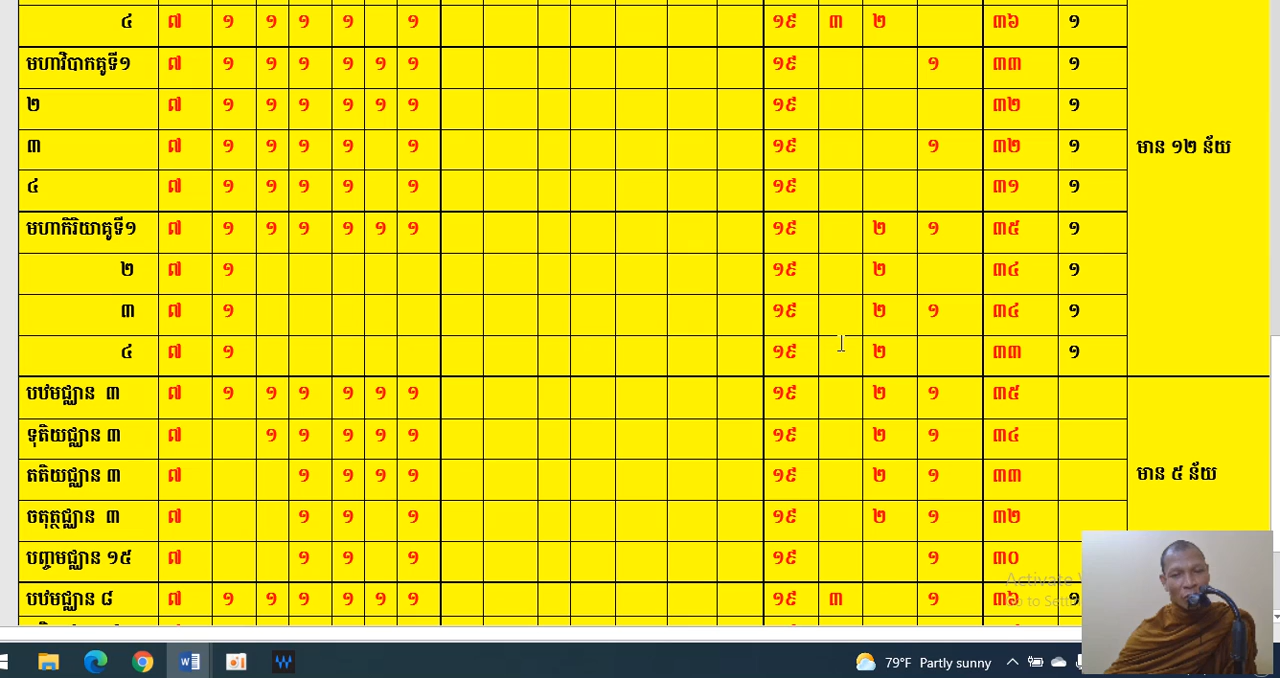 ៤ ៧ ១ ១ ១ ១ ១ ១៩ ៣ ២ ៣៦ ១
មហាវិបាកគូទី១ ៧ ១ ១ ១ ១ ១ ១ ១៩ ១ ៣៣ ១
២ ៧ ១ ១ ១ ១ ១ ១ ១៩ ៣២ ១
៣ ៧ ១ ១ ១ ១ ១ ១៩ ១ ៣២ ១ មាន ១២ ន័យ
៤ ៧ ១ ១ ១ ១ ១ ១៩ ៣១ ១
មហាកិរិយាគូទី១ ៧ ១ ១ ១ ១ ១ ១ ១៩ ២ ១ ៣៥ ១
២ ៧ ១ ១៩ ២ ៣៤ ១
៣ ៧ ១ ១៩ ២ ១ ៣៤ ១
៤ ៧ ១ ១៩ ២ ៣៣ ១
បឋមជ្ឈាន ៣ ៧ ១ ១ ១ ១ ១ ១ ១៩ ២ ១ ៣៥
ទុតិយជ្ឈាន ៣ ៧ ១ ១ ១ ១ ១ ១៩ ២ ១ ៣៤
តតិយជ្ឈាន ៣ ៧ ១ ១ ១ ១ ១៩ ២ ១ ៣៣ មាន ៥ ន័យ
ចតុត្ថជ្ឈាន ៣ ៧ ១ ១ ១ ១៩ ២ ១ ៣២
បញ្ចមជ្ឈាន ១៥ ៧ ១ ១ ១ ១៩ ១ ៣០
Activate
បឋមជ្ឈាន ៨ ៧ ១ ១ ១ ១ ១ ១ ១៩ ៣ ១ ៣៦ ១
79°F Partly sunny